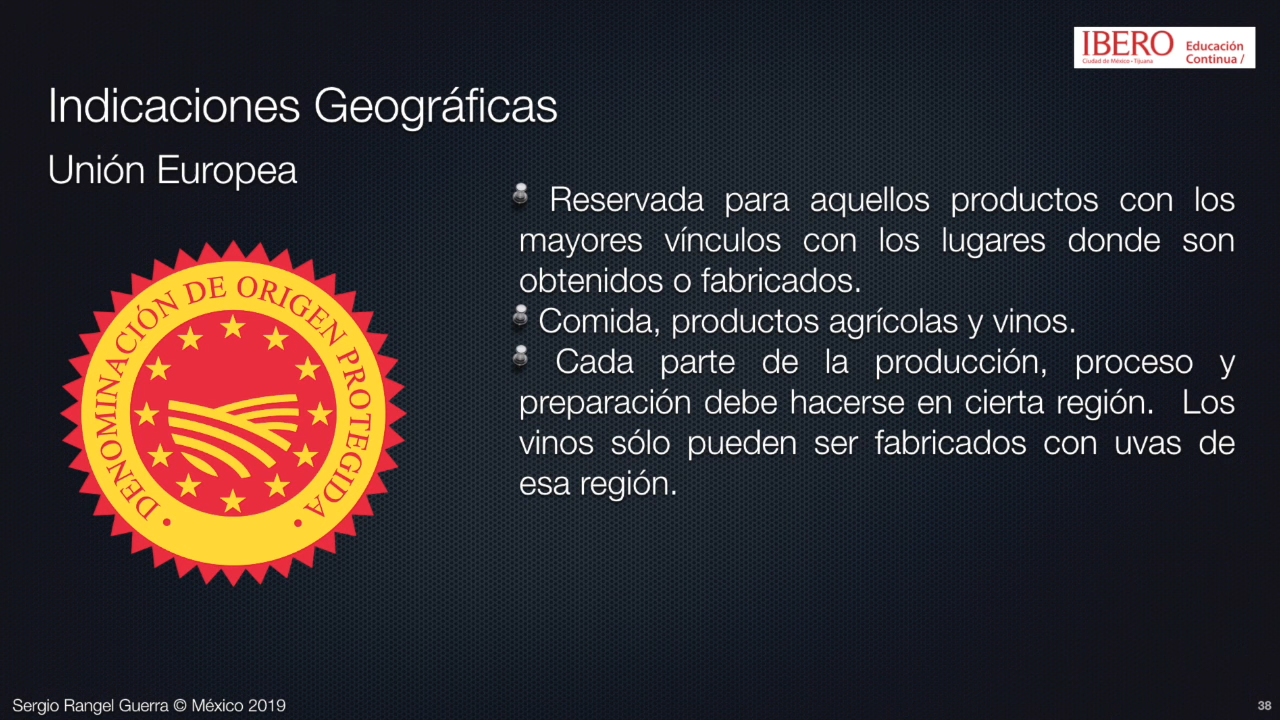 IBERO
Ciudad de México - Tijuana
Educación
Continua /
Indicaciones Geográficas
Unión Europea
Reservada para aquellos productos con los
mayores vínculos con los lugares donde son
obtenidos o fabricados.
Comida, productos agrícolas y vinos.
Cada parte de la producción, proceso y
preparación debe hacerse en cierta región. Los
vinos sólo pueden ser fabricados con uvas de
esa región.
• DENOMINACIÓN DE ORIGEN PROTEGIDA •
Sergio Rangel Guerra © México 2019
38